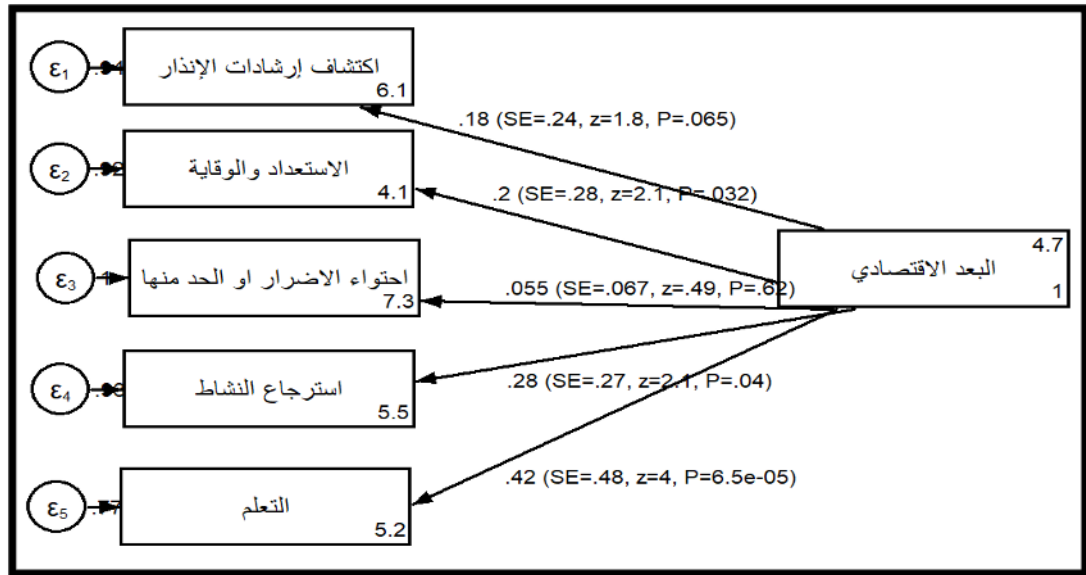 ε1
اكتشاف إرشادات الإنذار
6.1
.18 (SE=.24, z=1.8, P=.065)
ε2
الاستعداد والوقاية
4.1
.2 (SE=.28, z=2.1, P=.032)
4.7
البعد الاقتصادي
1
ε3
احتواء الاضرار او الحد منها
7.3
.055 (SE=.067, z=.49, P=.62)
ε4
استرجاع النشاط
5.5
.28 (SE=.27, z=2.1, P=.04)
ε5
التعلم
5.2
.42 (SE=.48, z=4, P=6.5e-05)